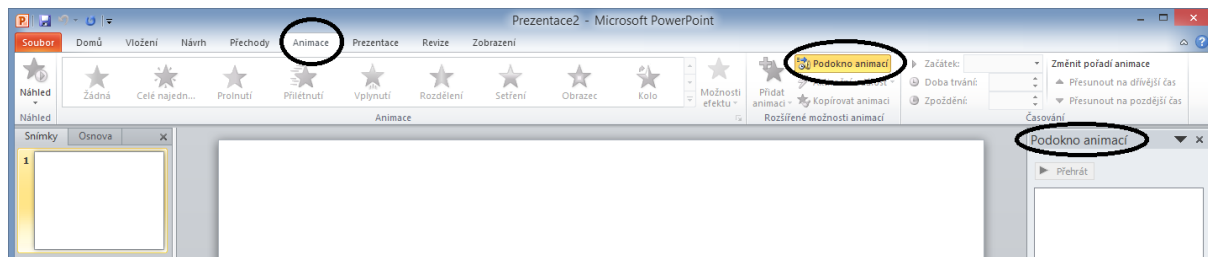 Prezentace2 - Microsoft PowerPoint
Soubor Domů Vložení Návrh Přechody Animace Prezentace Revize Zobrazení
Náhled
Žádná Celé najedn... Prolnutí Přilétnutí Vplynutí Rozdělení Setření Obrazec Kolo
Možnosti efektu
Přidat animaci
Podokno animací
Kopírovat animaci
Začátek:
Doba trvání:
Zpoždění:
Změnit pořadí animace
Přesunout na dřívější čas
Přesunout na pozdější čas
Náhled Animace Rozšířené možnosti animací Časování
Snímky Osnova
1
Podokno animací
Přehrát